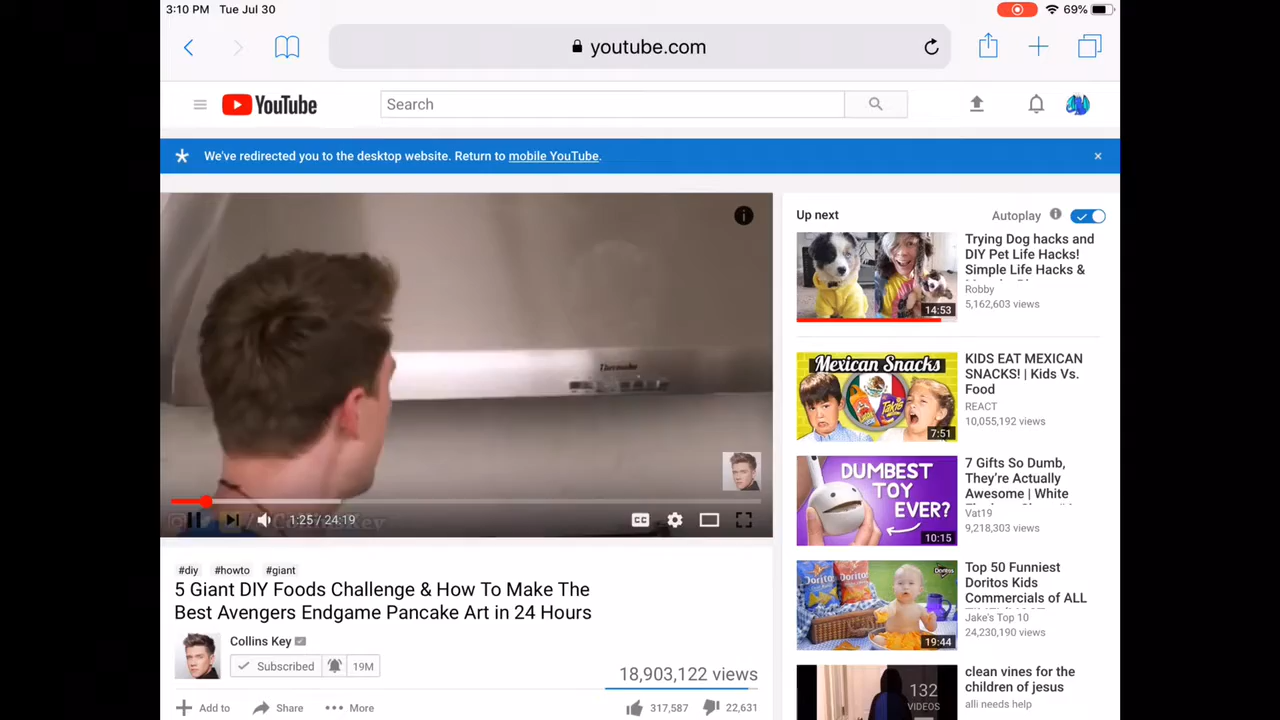 3:10 PM Tue Jul 30
69%
youtube.com
YouTube
Search
We've redirected you to the desktop website. Return to mobile YouTube.
×
i
Thermador
1:25 / 24:19
CC
#diy #howto #giant
5 Giant DIY Foods Challenge & How To Make The
Best Avengers Endgame Pancake Art in 24 Hours
Collins Key
Subscribed 19M
18,903,122 views
Add to Share More 317,587 22,631
Up next Autoplay
Trying Dog hacks and
DIY Pet Life Hacks!
Simple Life Hacks &
Robby
5,162,603 views
14:53
Mexican Snacks
Takis
7:51
KIDS EAT MEXICAN
SNACKS! | Kids Vs.
Food
REACT
10,055,192 views
DUMBEST
TOY
EVER?
10:15
7 Gifts So Dumb,
They're Actually
Awesome | White
Vat19
9,218,303 views
Doritos
Doritos
Doritos
19:44
Top 50 Funniest
Doritos Kids
Commercials of ALL
Jake's Top 10
24,230,190 views
132
VIDEOS
clean vines for the
children of jesus
alli needs help